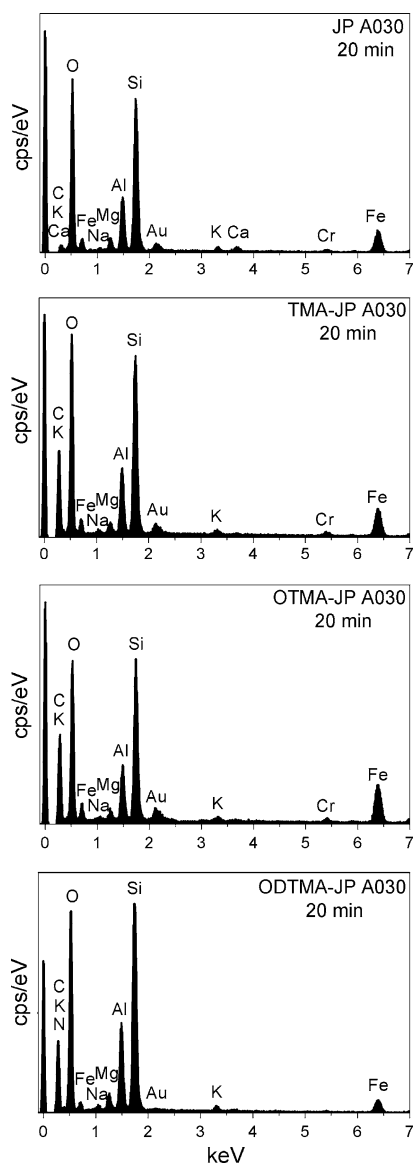 JP A030
20 min
cps/eV
O
Si
C
K
Ca
Fe
Na
Mg
Al
Au
K
Ca
Cr
Fe
0 1 2 3 4 5 6 7
TMA-JP A030
20 min
cps/eV
O
Si
C
K
Fe
Na
Mg
Al
Au
K
Cr
Fe
0 1 2 3 4 5 6 7
OTMA-JP A030
20 min
cps/eV
O
Si
C
K
Fe
Na
Mg
Al
Au
K
Cr
Fe
0 1 2 3 4 5 6 7
ODTMA-JP A030
20 min
cps/eV
O
Si
C
K
N
Fe
Na
Mg
Al
Au
K
Fe
0 1 2 3 4 5 6 7
keV